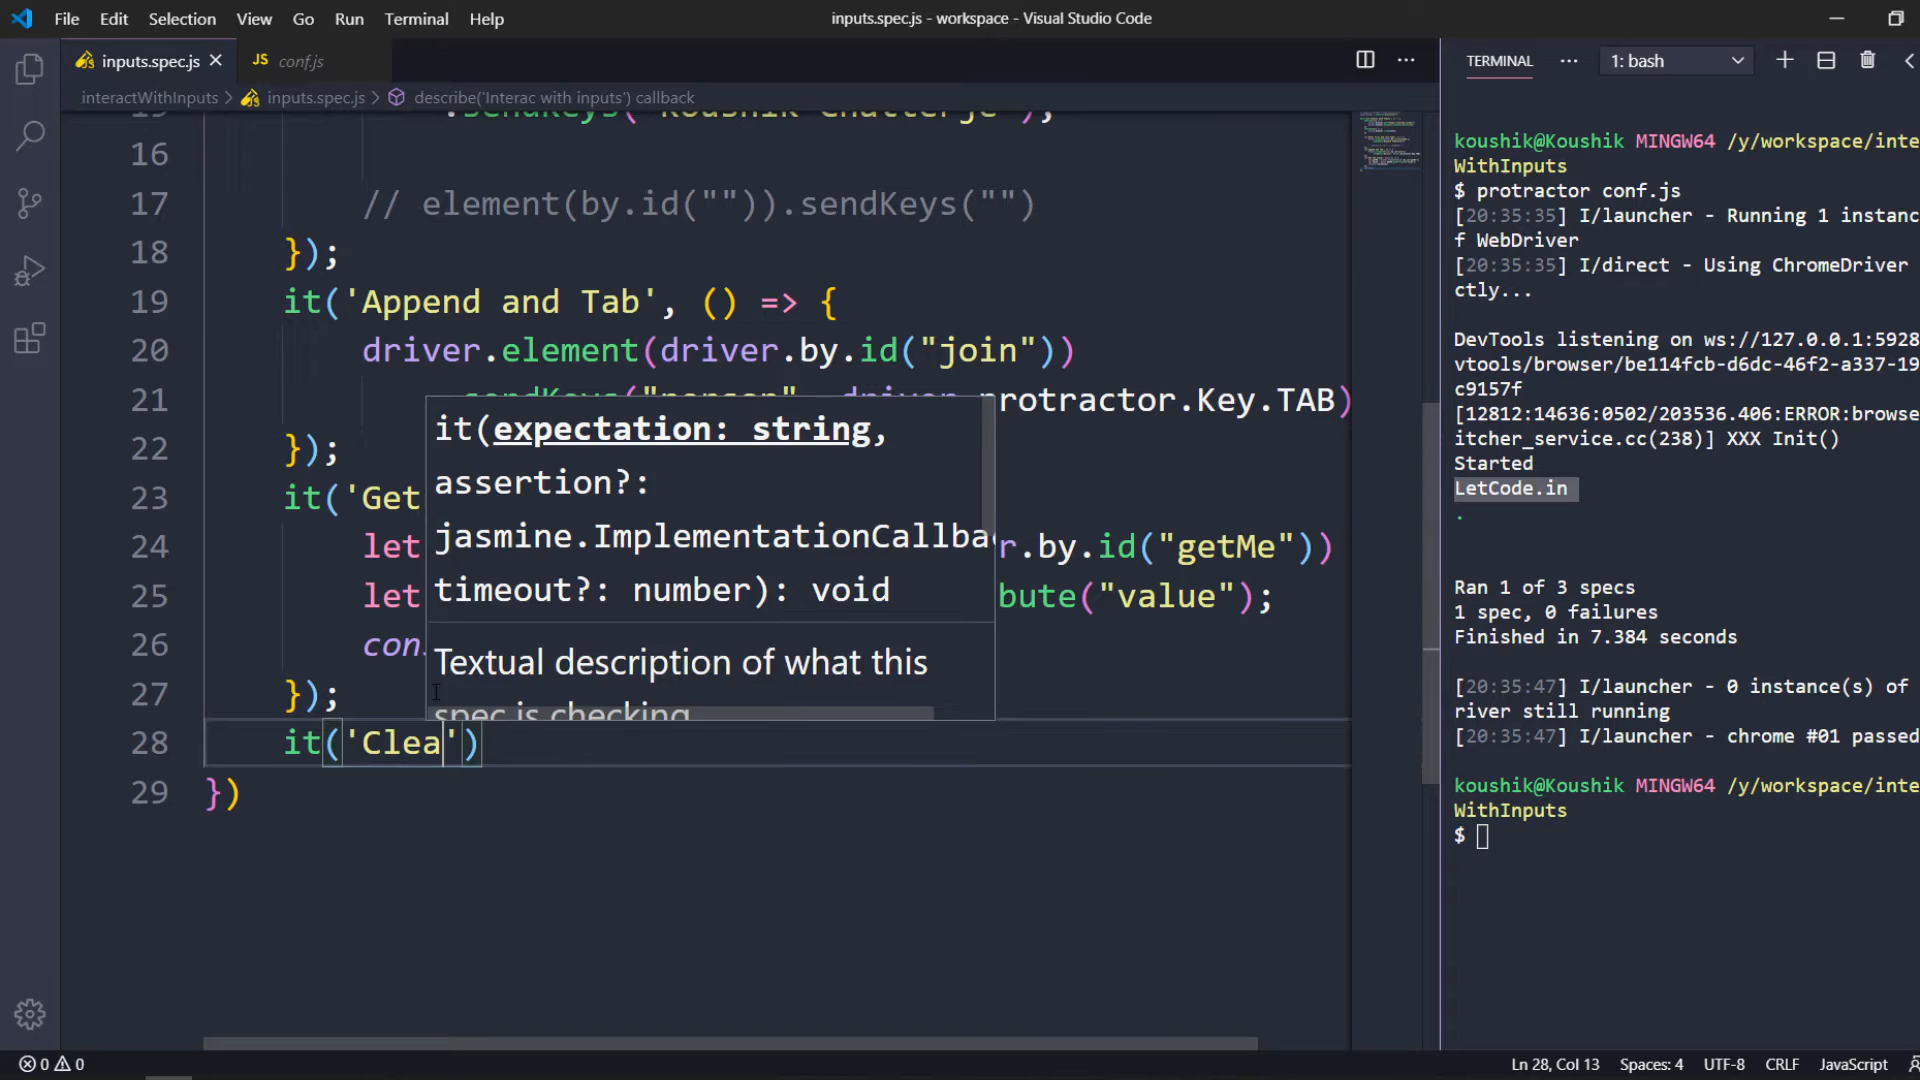 File Edit Selection View Go Run Terminal Help
inputs.spec.js - workspace - Visual Studio Code
inputs.spec.js
JS conf.js
interactWithInputs > inputs.spec.js > describe('Interac with inputs') callback
16
17 // element(by.id("")).sendKeys("")
18 });
19 it('Append and Tab', () => {
20 driver.element(driver.by.id("join"))
21 protractor.Key.TAB)
22 });
23 it('Get
24 let r.by.id("getMe"))
25 let bute("value");
26 con
27 });
28 it('Clea')
29 })
it(expectation: string,
assertion?:
jasmine.ImplementationCallba
timeout?: number): void
Textual description of what this
spec is checking
TERMINAL
1: bash
koushik@Koushik MINGW64 /y/workspace/inte
WithInputs
$ protractor conf.js
[20:35:35] I/launcher - Running 1 instanc
f WebDriver
[20:35:35] I/direct - Using ChromeDriver
ctly...
DevTools listening on ws://127.0.0.1:5928
vtools/browser/be114fcb-d6dc-46f2-a337-19
c9157f
[12812:14636:0502/203536.406:ERROR:browse
itcher_service.cc(238)] XXX Init()
Started
LetCode.in
.
Ran 1 of 3 specs
1 spec, 0 failures
Finished in 7.384 seconds
[20:35:47] I/launcher - 0 instance(s) of
river still running
[20:35:47] I/launcher - chrome #01 passed
koushik@Koushik MINGW64 /y/workspace/inte
WithInputs
$
0 0
Ln 28, Col 13 Spaces: 4 UTF-8 CRLF JavaScript